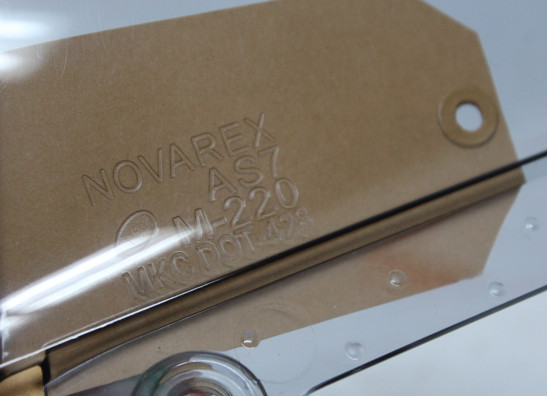 NOVAREX
AS7
M-220
MKC DOT-423